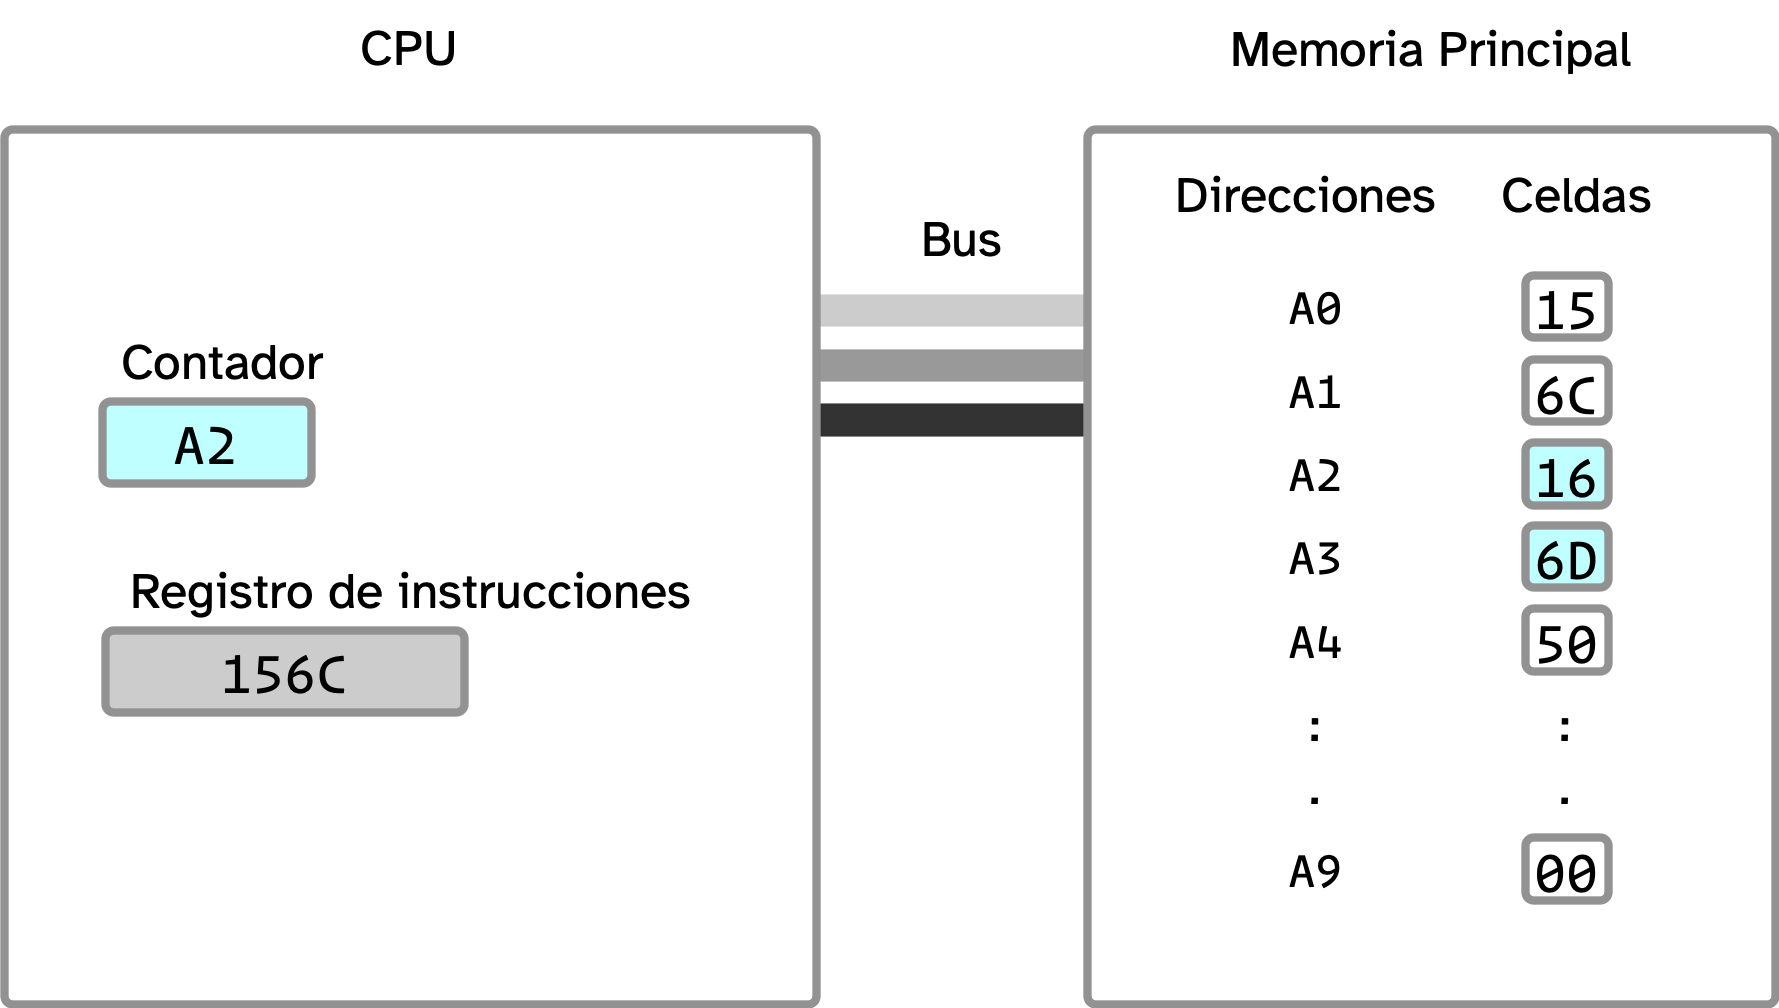 CPU
Memoria Principal
Bus
Contador
A2
Registro de instrucciones
156C
Direcciones Celdas
A0 15
A1 6C
A2 16
A3 6D
A4 50
: :
. .
A9 00